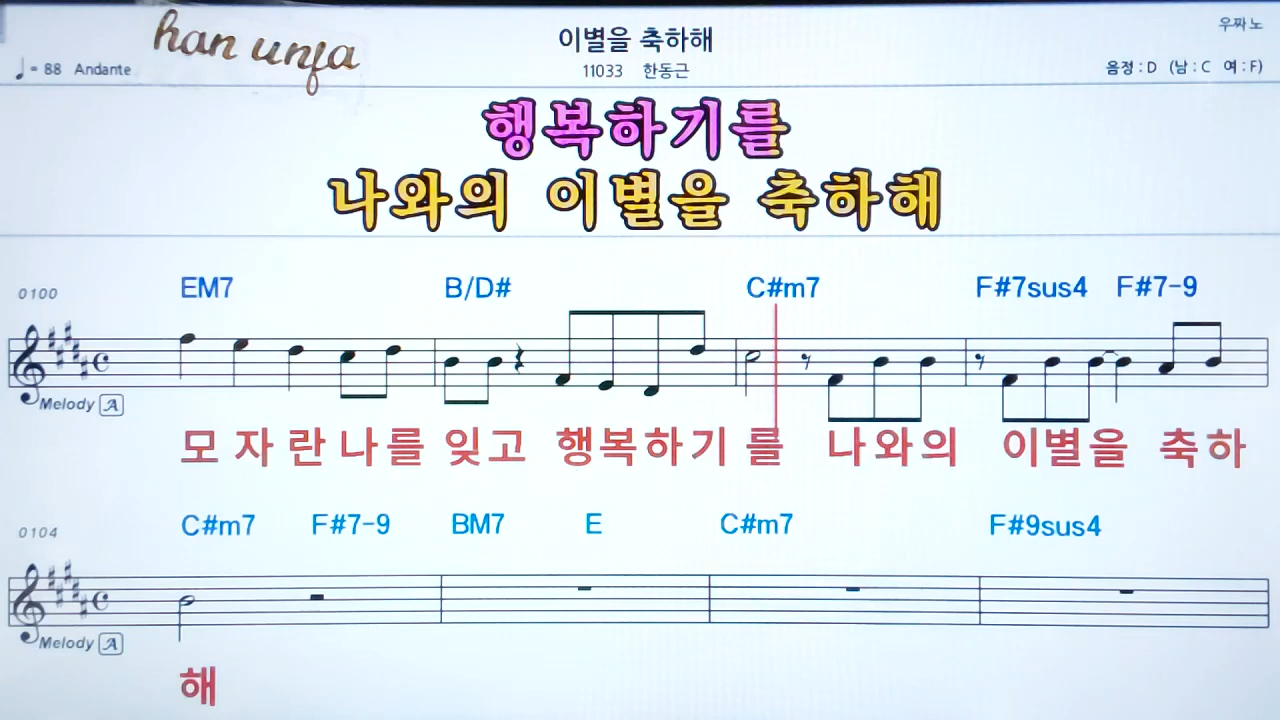 han unja
이별을 축하해
우짜노
♩= 88 Andante
11033 한동근
음정 : D (남 : C 여 : F)
행복하기를
나와의 이별을 축하해
0100 EM7 B/D# C#m7 F#7sus4 F#7-9
Melody A
모자란나를 잊고 행복하기를 나와의 이별을 축하
0104 C#m7 F#7-9 BM7 E C#m7 F#9sus4
Melody A
해